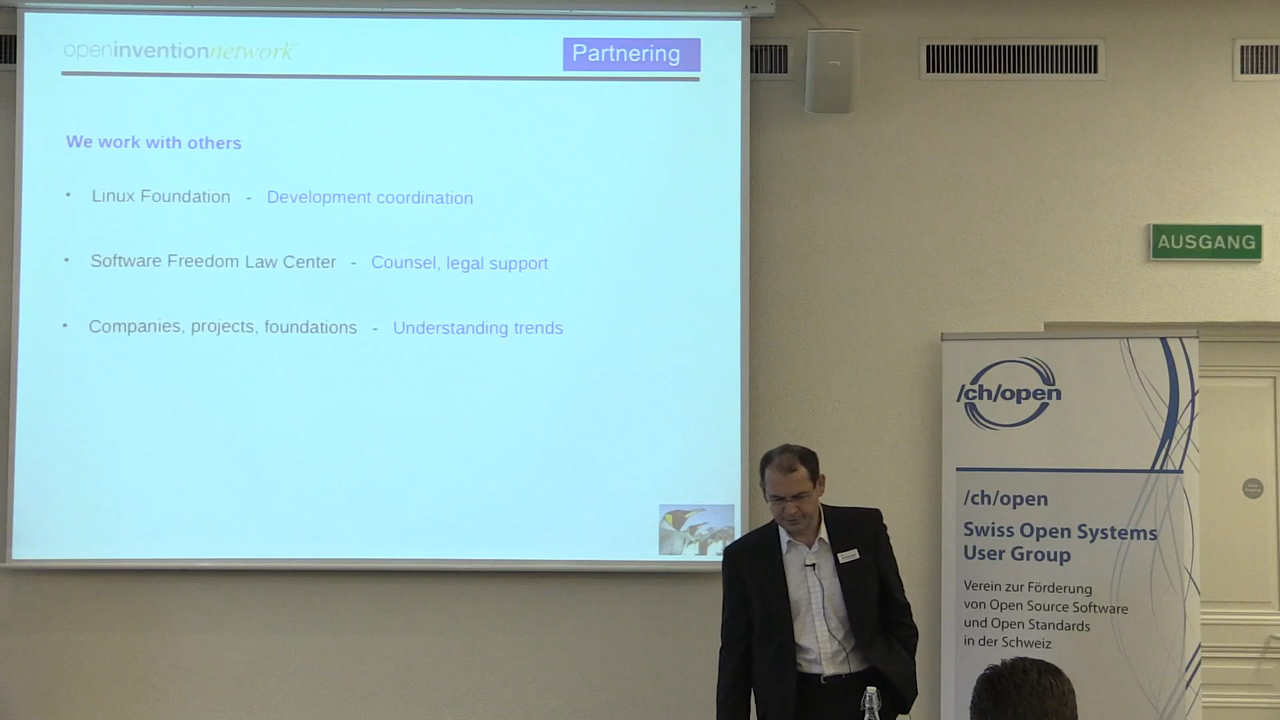 openinventionnetwork
Partnering
We work with others
• Linux Foundation - Development coordination
• Software Freedom Law Center - Counsel, legal support
• Companies, projects, foundations - Understanding trends
AUSGANG
/ch/open
/ch/open
Swiss Open Systems
User Group
Verein zur Förderung
von Open Source Software
und Open Standards
in der Schweiz